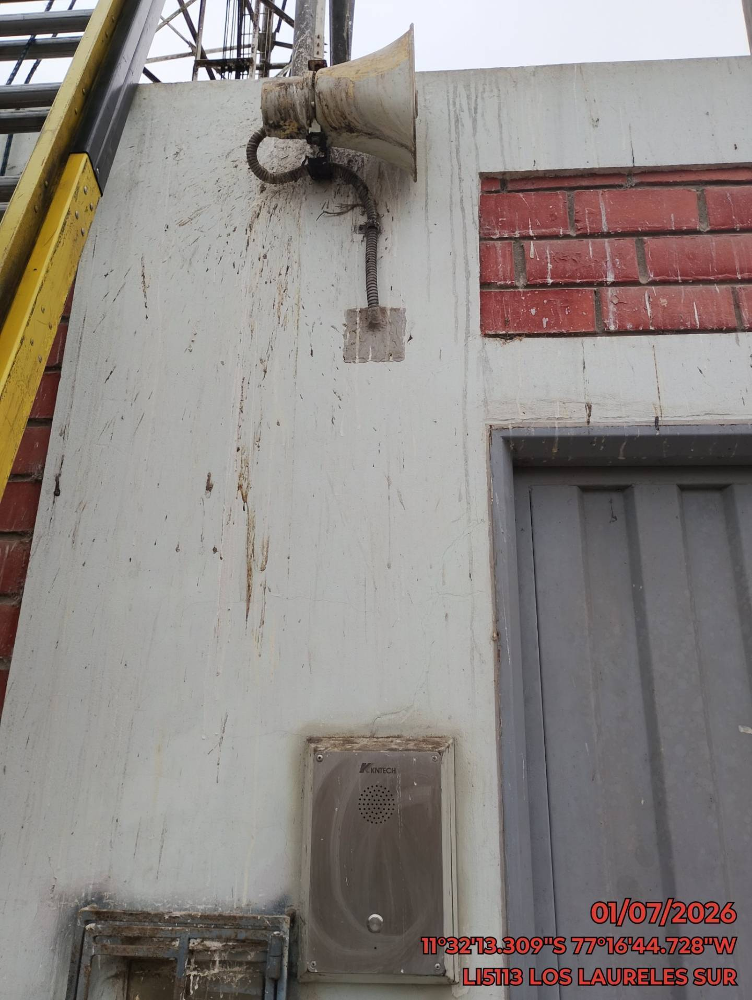 KNTECH
01/07/2026
11°32'13.309"S 77°16'44.728"W
LI5113 LOS LAURELES SUR